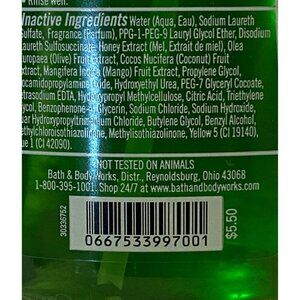 • Rinse well.
Inactive Ingredients Water (Aqua, Eau), Sodium Laureth
Sulfate, Fragrance (Parfum), PPG-1-PEG-9 Lauryl Glycol Ether, Disodium
Laureth Sulfosuccinate, Honey Extract (Mel, Extrait de miel), Olea
Europaea (Olive) Fruit Extract, Cocos Nucifera (Coconut) Fruit
Extract, Mangifera Indica (Mango) Fruit Extract, Propylene Glycol,
Cocamidopropylamine Oxide, Hydroxyethyl Urea, PEG-7 Glyceryl Cocoate,
Tetrasodium EDTA, Hydroxypropyl Methylcellulose, Citric Acid, Triethylene
Glycol, Benzophenone-4, Glycerin, Sodium Chloride, Sodium
Hydroxypropyltrimonium Chloride, Butylene Glycol, Benzyl Alcohol,
Methylchloroisothiazolinone, Methylisothiazolinone, Yellow 5 (CI 19140),
Blue 1 (CI 42090).
NOT TESTED ON ANIMALS
Bath & Body Works, Distr., Reynoldsburg, Ohio 43068
1-800-395-1001 Shop 24/7 at www.bathandbodyworks.com
30336752
0667533997001
$5.50